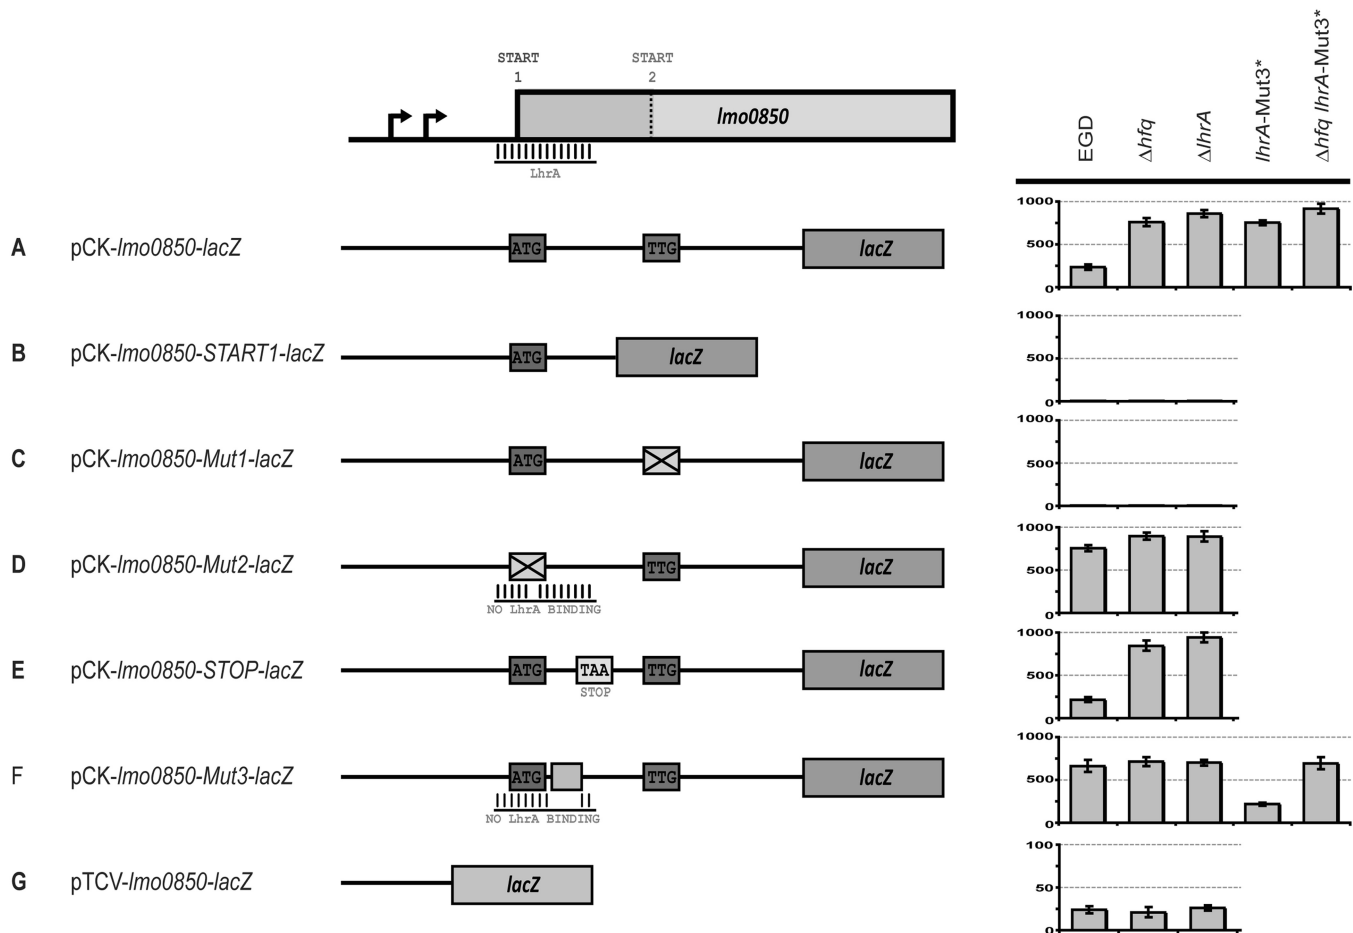 START START
1 2
lmo0850
LhrA
EGD
Δhfq
ΔlhrA
lhrA-Mut3*
Δhfq lhrA-Mut3*
A pCK-lmo0850-lacZ ATG TTG lacZ
1000
500
0
B pCK-lmo0850-START1-lacZ ATG lacZ
1000
500
0
C pCK-lmo0850-Mut1-lacZ ATG lacZ
1000
500
0
D pCK-lmo0850-Mut2-lacZ TTG lacZ
NO LhrA BINDING
1000
500
0
E pCK-lmo0850-STOP-lacZ ATG TAA TTG lacZ
STOP
1000
500
0
F pCK-lmo0850-Mut3-lacZ ATG TTG lacZ
NO LhrA BINDING
1000
500
0
G pTCV-lmo0850-lacZ lacZ
100
50
0